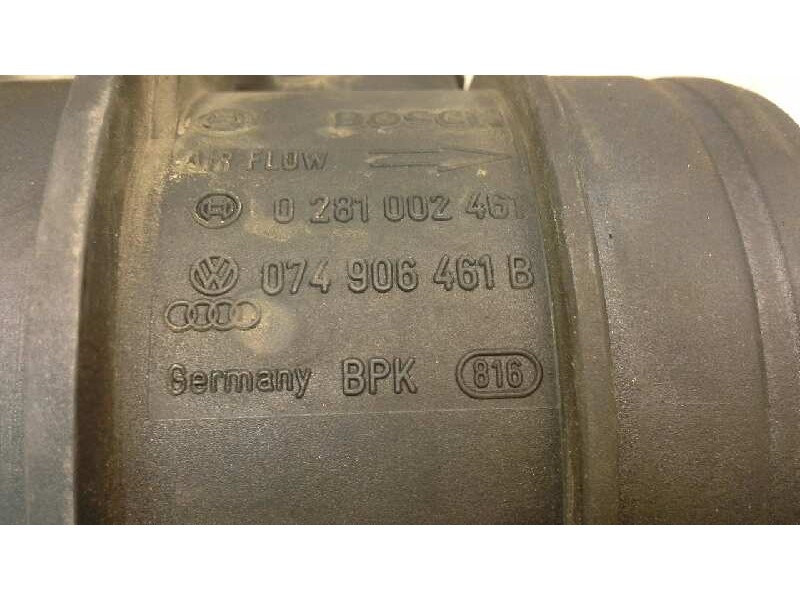 BOSCH
AIR FLOW
0 281 002 461
074 906 461 B
Germany BPK 816